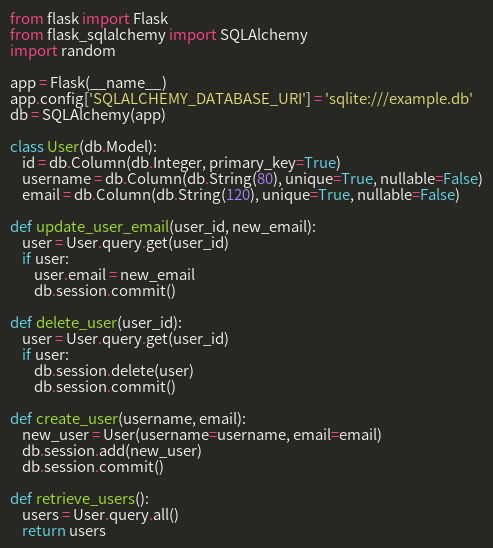 from flask import Flask
from flask_sqlalchemy import SQLAlchemy
import random

app = Flask(__name__)
app.config['SQLALCHEMY_DATABASE_URI'] = 'sqlite:///example.db'
db = SQLAlchemy(app)

class User(db.Model):
    id = db.Column(db.Integer, primary_key=True)
    username = db.Column(db.String(80), unique=True, nullable=False)
    email = db.Column(db.String(120), unique=True, nullable=False)

def update_user_email(user_id, new_email):
    user = User.query.get(user_id)
    if user:
        user.email = new_email
        db.session.commit()

def delete_user(user_id):
    user = User.query.get(user_id)
    if user:
        db.session.delete(user)
        db.session.commit()

def create_user(username, email):
    new_user = User(username=username, email=email)
    db.session.add(new_user)
    db.session.commit()

def retrieve_users():
    users = User.query.all()
    return users